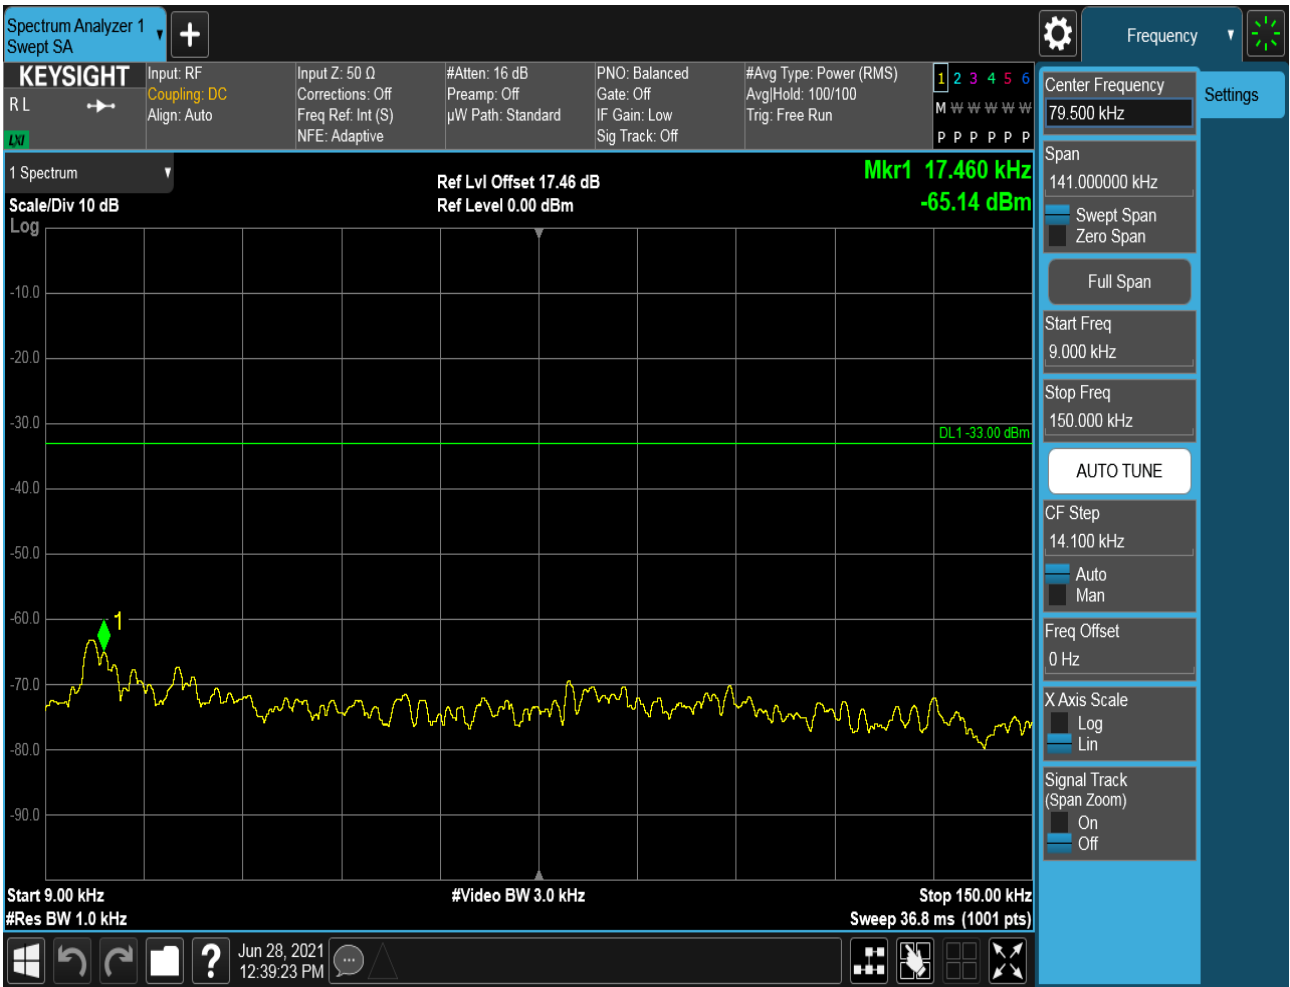 Spectrum Analyzer 1
Swept SA
Frequency
KEYSIGHT
R L
LXI
Input: RF
Coupling: DC
Align: Auto
Input Z: 50 Ω
Corrections: Off
Freq Ref: Int (S)
NFE: Adaptive
#Atten: 16 dB
Preamp: Off
µW Path: Standard
PNO: Balanced
Gate: Off
IF Gain: Low
Sig Track: Off
#Avg Type: Power (RMS)
Avg|Hold: 100/100
Trig: Free Run
1 2 3 4 5 6
M W W W W W
P P P P P P
1 Spectrum
Scale/Div 10 dB
Log
Ref Lvl Offset 17.46 dB
Ref Level 0.00 dBm
Mkr1 17.460 kHz
-65.14 dBm
-10.0
-20.0
-30.0
DL1 -33.00 dBm
-40.0
-50.0
-60.0
1
-70.0
-80.0
-90.0
Start 9.00 kHz
#Video BW 3.0 kHz
Stop 150.00 kHz
#Res BW 1.0 kHz
Sweep 36.8 ms (1001 pts)
?
Jun 28, 2021
12:39:23 PM
Center Frequency
79.500 kHz
Settings
Span
141.000000 kHz
Swept Span
Zero Span
Full Span
Start Freq
9.000 kHz
Stop Freq
150.000 kHz
AUTO TUNE
CF Step
14.100 kHz
Auto
Man
Freq Offset
0 Hz
X Axis Scale
Log
Lin
Signal Track
(Span Zoom)
On
Off